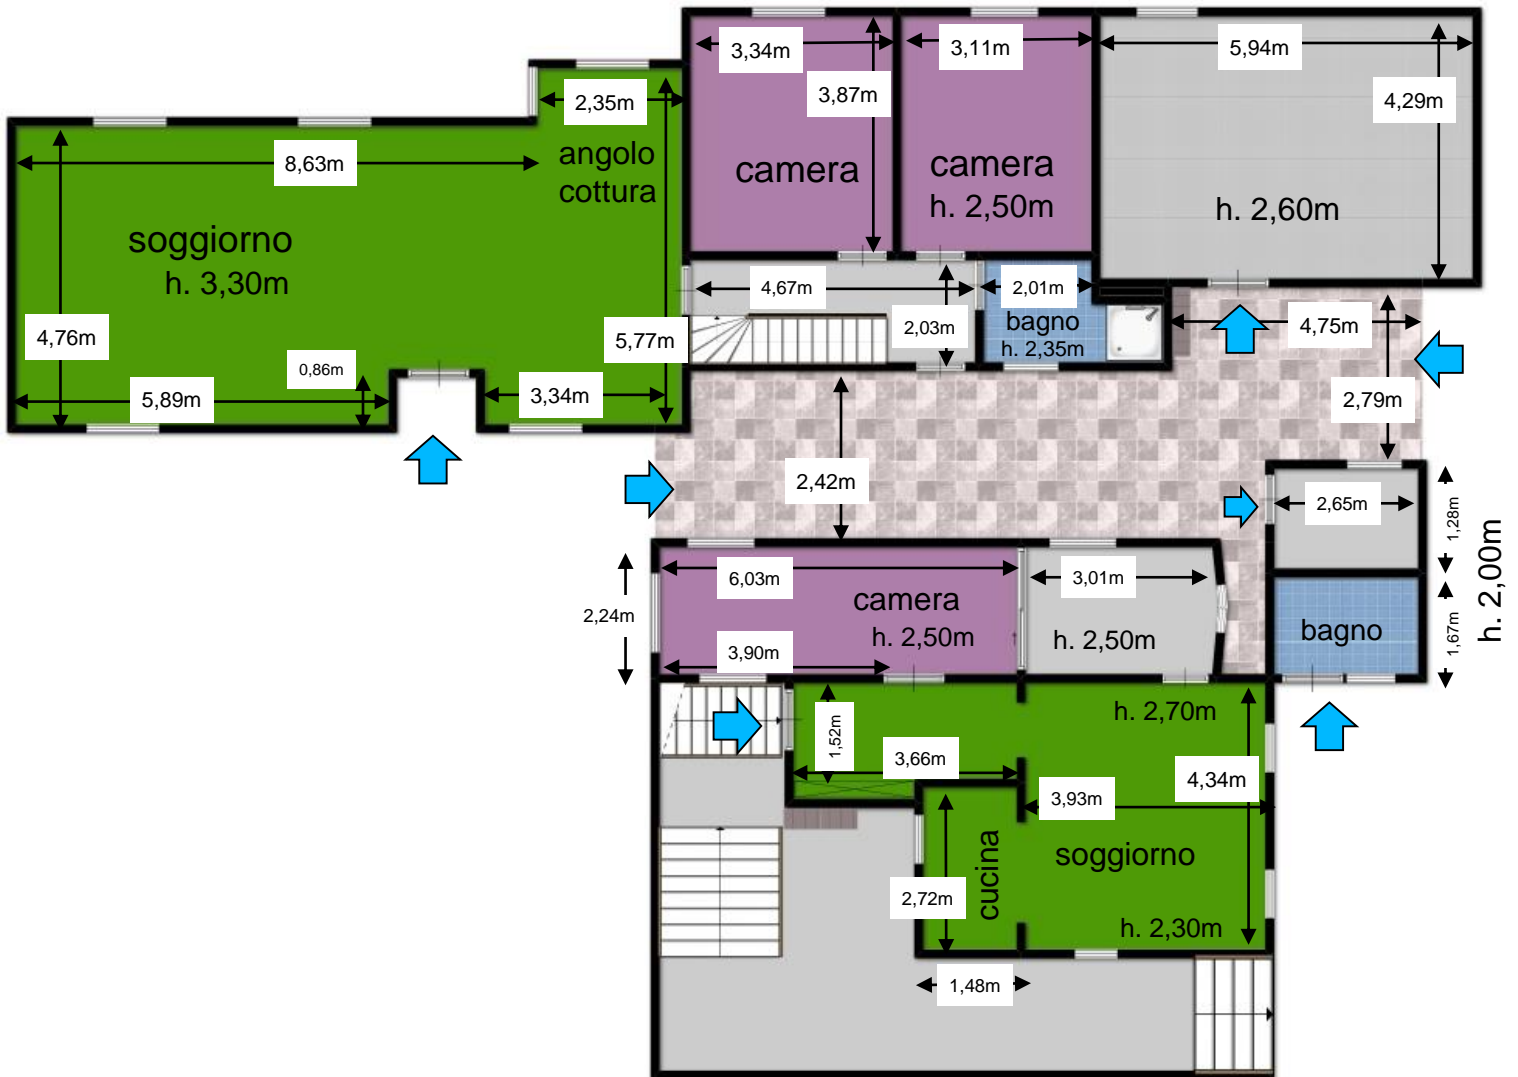 3,34m
3,11m
5,94m
2,35m
3,87m
4,29m
8,63m
angolo
cottura
camera
camera
h. 2,50m
h. 2,60m
soggiorno
h. 3,30m
4,67m
2,01m
4,76m
5,77m
2,03m
bagno
h. 2,35m
4,75m
0,86m
5,89m
3,34m
2,79m
2,42m
2,65m
1,28m
h. 2,00m
6,03m
3,01m
2,24m
camera
h. 2,50m
h. 2,50m
bagno
1,67m
3,90m
h. 2,70m
1,52m
3,66m
4,34m
3,93m
cucina
soggiorno
2,72m
h. 2,30m
1,48m